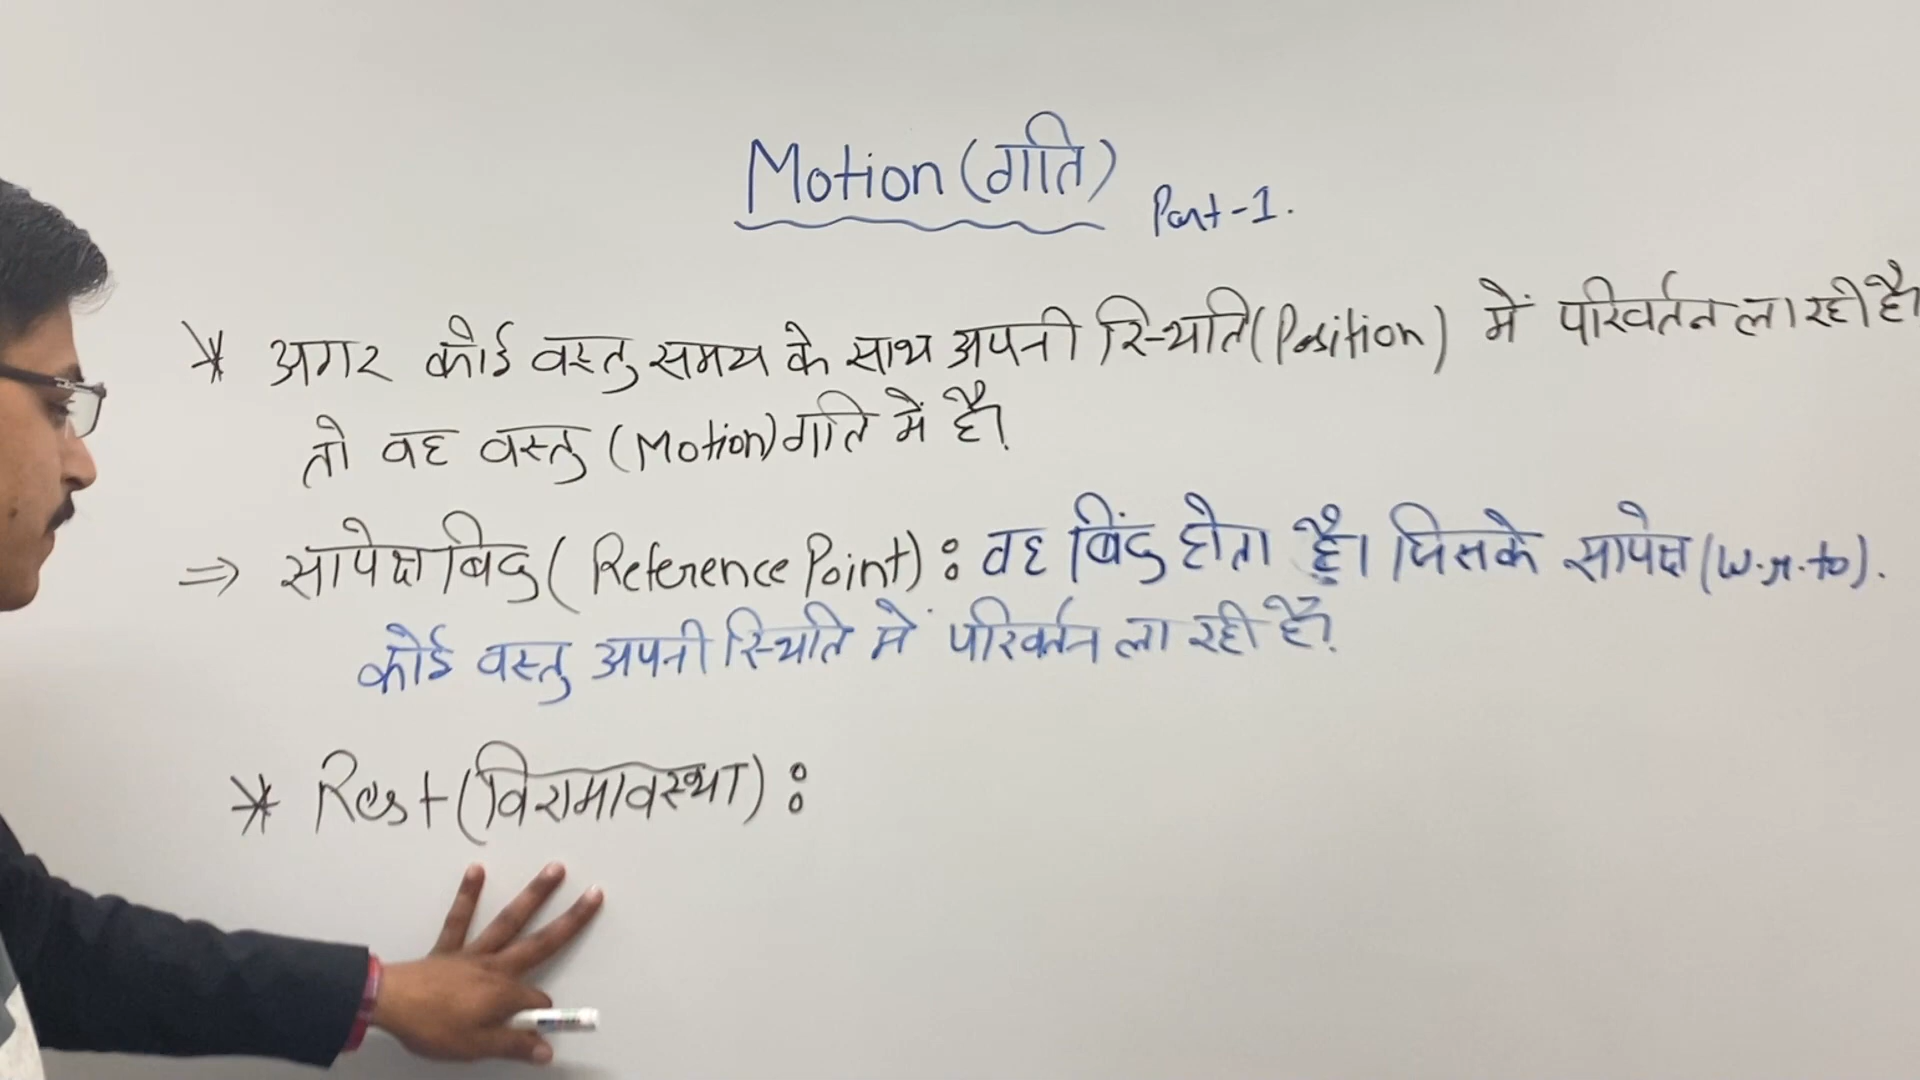 Motion (गति)
Part-1.
* अगर कोई वस्तु समय के साथ अपनी स्थिति (Position) में परिवर्तन ला रही है
तो वह वस्तु (Motion) गति में है।
⇒ सापेक्ष बिंदु (Reference Point) : वह बिंदु होता है। जिसके सापेक्ष (w.r.to).
कोई वस्तु अपनी स्थिति में परिवर्तन ला रही है।
* Rest (विरामावस्था) :